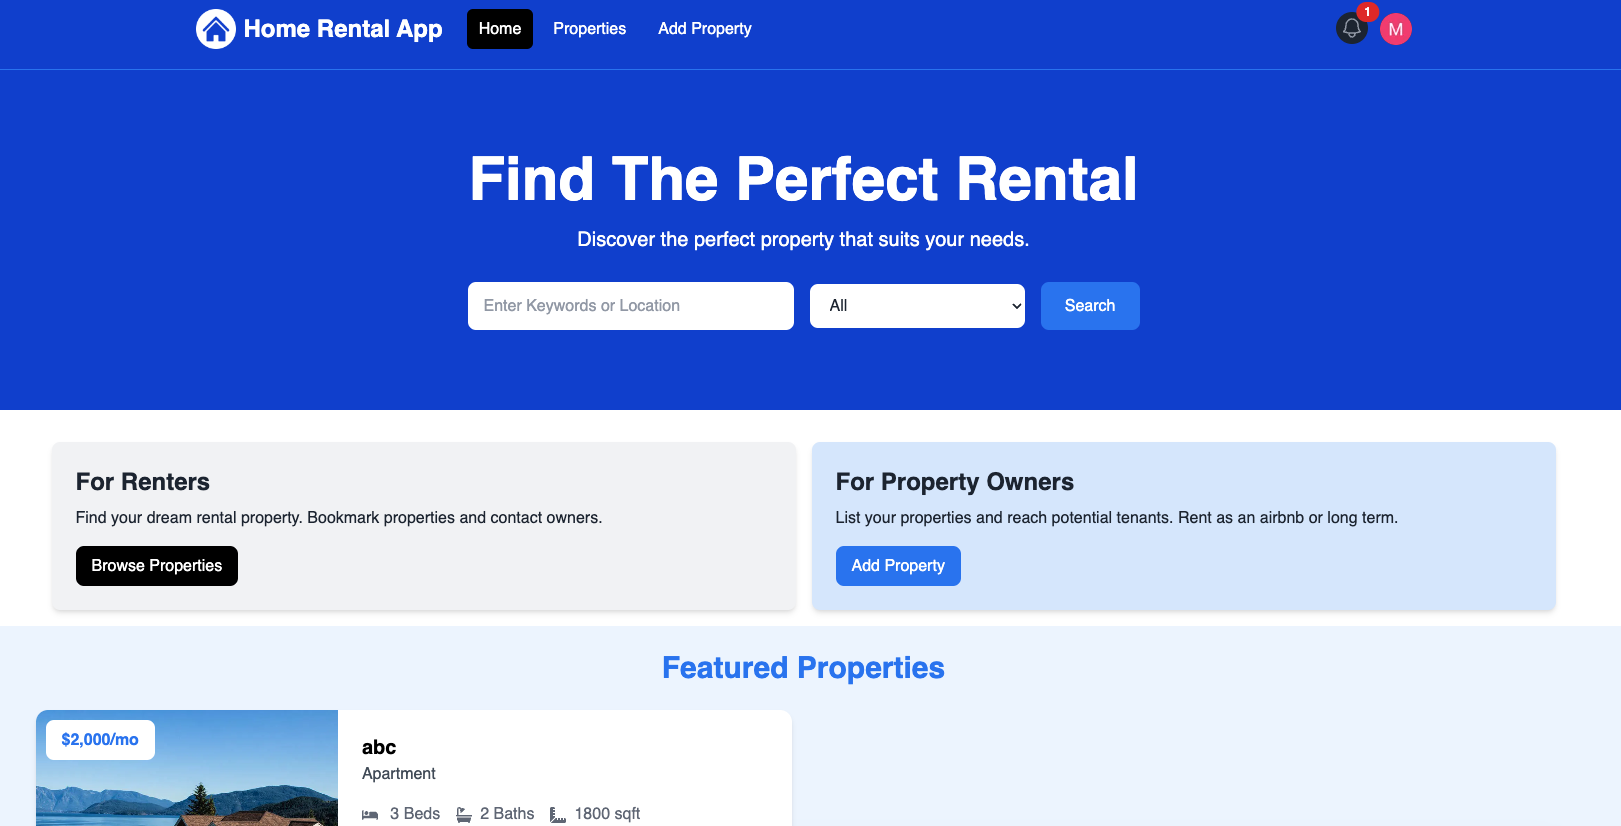 Home Rental App
Home
Properties
Add Property
1
M
Find The Perfect Rental
Discover the perfect property that suits your needs.
Enter Keywords or Location
All
Search
For Renters
Find your dream rental property. Bookmark properties and contact owners.
Browse Properties
For Property Owners
List your properties and reach potential tenants. Rent as an airbnb or long term.
Add Property
Featured Properties
$2,000/mo
abc
Apartment
3 Beds 2 Baths 1800 sqft